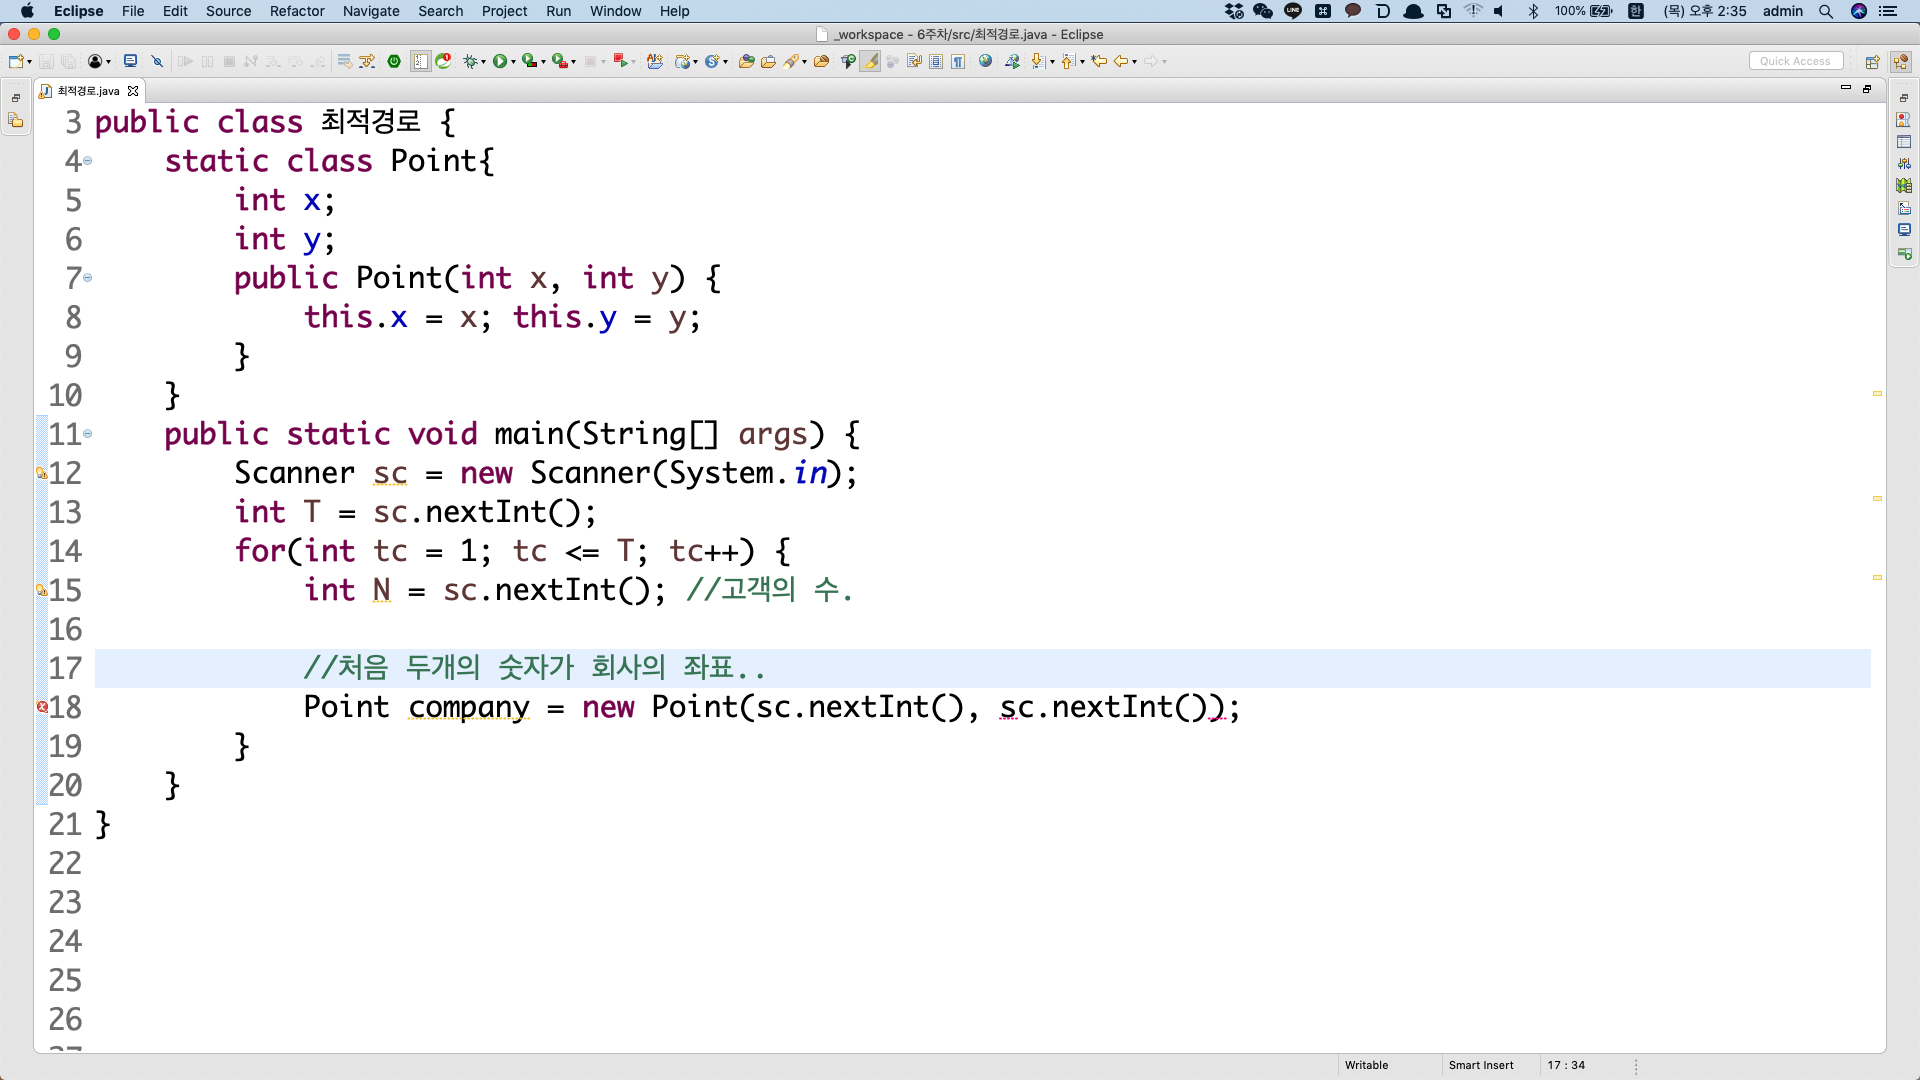 Eclipse File Edit Source Refactor Navigate Search Project Run Window Help 100% 한 (목) 오후 2:35 admin
_workspace - 6주차/src/최적경로.java - Eclipse
Quick Access
최적경로.java
3 public class 최적경로 {
4 static class Point{
5 int x;
6 int y;
7 public Point(int x, int y) {
8 this.x = x; this.y = y;
9 }
10 }
11 public static void main(String[] args) {
12 Scanner sc = new Scanner(System.in);
13 int T = sc.nextInt();
14 for(int tc = 1; tc <= T; tc++) {
15 int N = sc.nextInt(); //고객의 수.
16
17 //처음 두개의 숫자가 회사의 좌표..
18 Point company = new Point(sc.nextInt(), sc.nextInt());
19 }
20 }
21 }
22
23
24
25
26
Writable Smart Insert 17 : 34